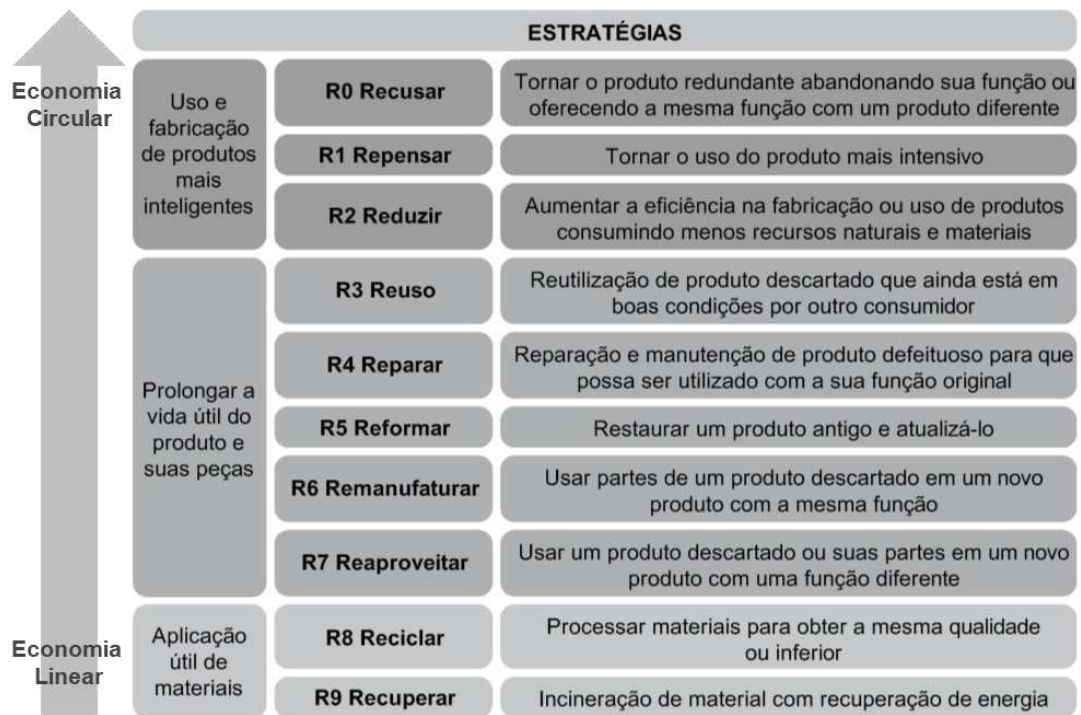 ESTRATÉGIAS
Economia
Circular
Uso e
fabricação
de produtos
mais
inteligentes
R0 Recusar
Tornar o produto redundante abandonando sua função ou
oferecendo a mesma função com um produto diferente
R1 Repensar
Tornar o uso do produto mais intensivo
R2 Reduzir
Aumentar a eficiência na fabricação ou uso de produtos
consumindo menos recursos naturais e materiais
Prolongar a
vida útil do
produto e
suas peças
R3 Reuso
Reutilização de produto descartado que ainda está em
boas condições por outro consumidor
R4 Reparar
Reparação e manutenção de produto defeituoso para que
possa ser utilizado com a sua função original
R5 Reformar
Restaurar um produto antigo e atualizá-lo
R6 Remanufaturar
Usar partes de um produto descartado em um novo
produto com a mesma função
R7 Reaproveitar
Usar um produto descartado ou suas partes em um novo
produto com uma função diferente
Economia
Linear
Aplicação
útil de
materiais
R8 Reciclar
Processar materiais para obter a mesma qualidade
ou inferior
R9 Recuperar
Incineração de material com recuperação de energia